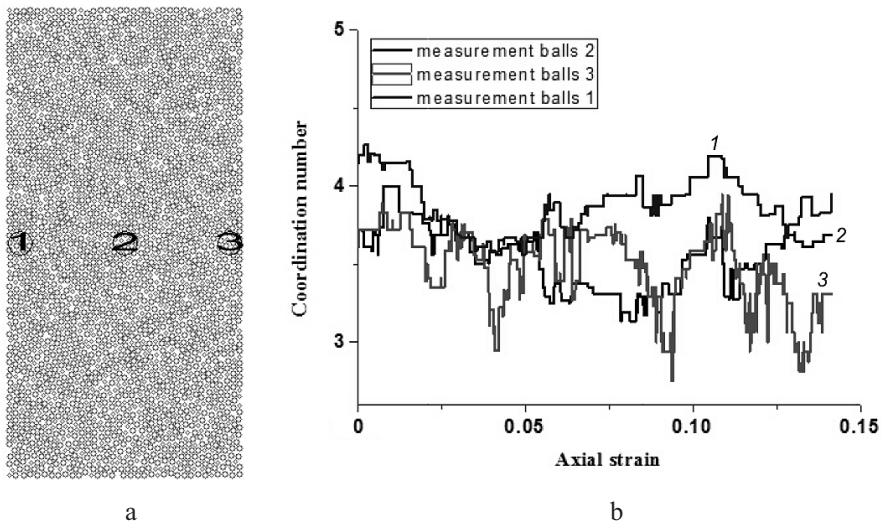 1 2 3
a
5
4
3
0 0.05 0.10 0.15
Coordination number
Axial strain
measurement balls 2
measurement balls 3
measurement balls 1
1
2
3
b